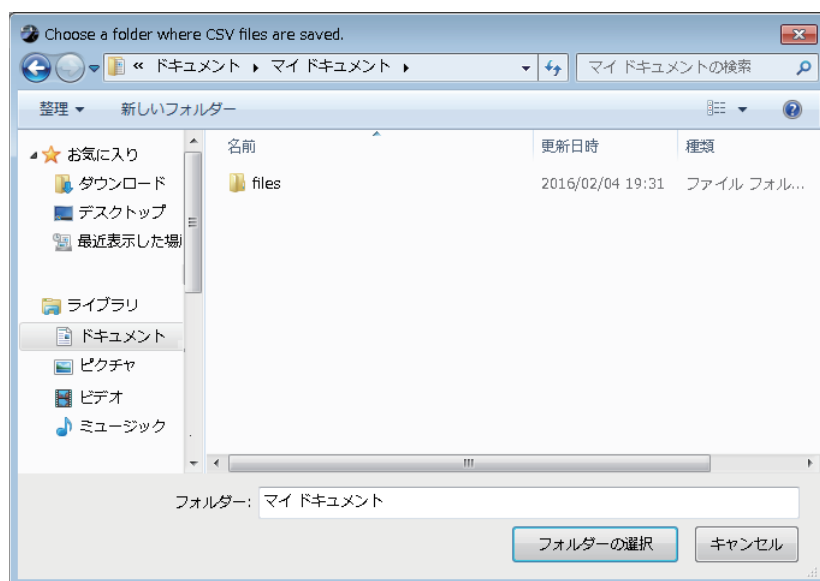 Choose a folder where CSV files are saved.
« ドキュメント ▸ マイ ドキュメント ▸
マイ ドキュメントの検索
整理 ▼ 新しいフォルダー
お気に入り
ダウンロード
デスクトップ
最近表示した場
ライブラリ
ドキュメント
ピクチャ
ビデオ
ミュージック
名前 更新日時 種類
files 2016/02/04 19:31 ファイル フォル...
フォルダー: マイ ドキュメント
フォルダーの選択 キャンセル